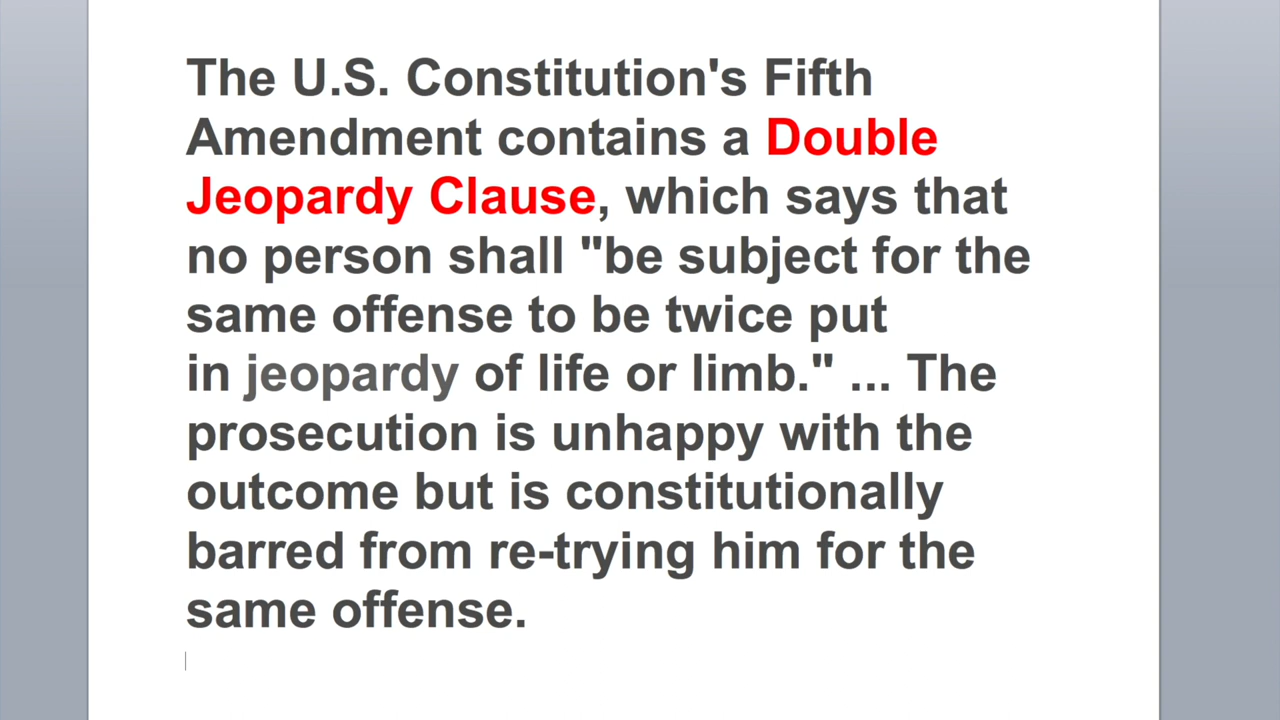 The U.S. Constitution's Fifth
Amendment contains a Double
Jeopardy Clause, which says that
no person shall "be subject for the
same offense to be twice put
in jeopardy of life or limb." ... The
prosecution is unhappy with the
outcome but is constitutionally
barred from re-trying him for the
same offense.